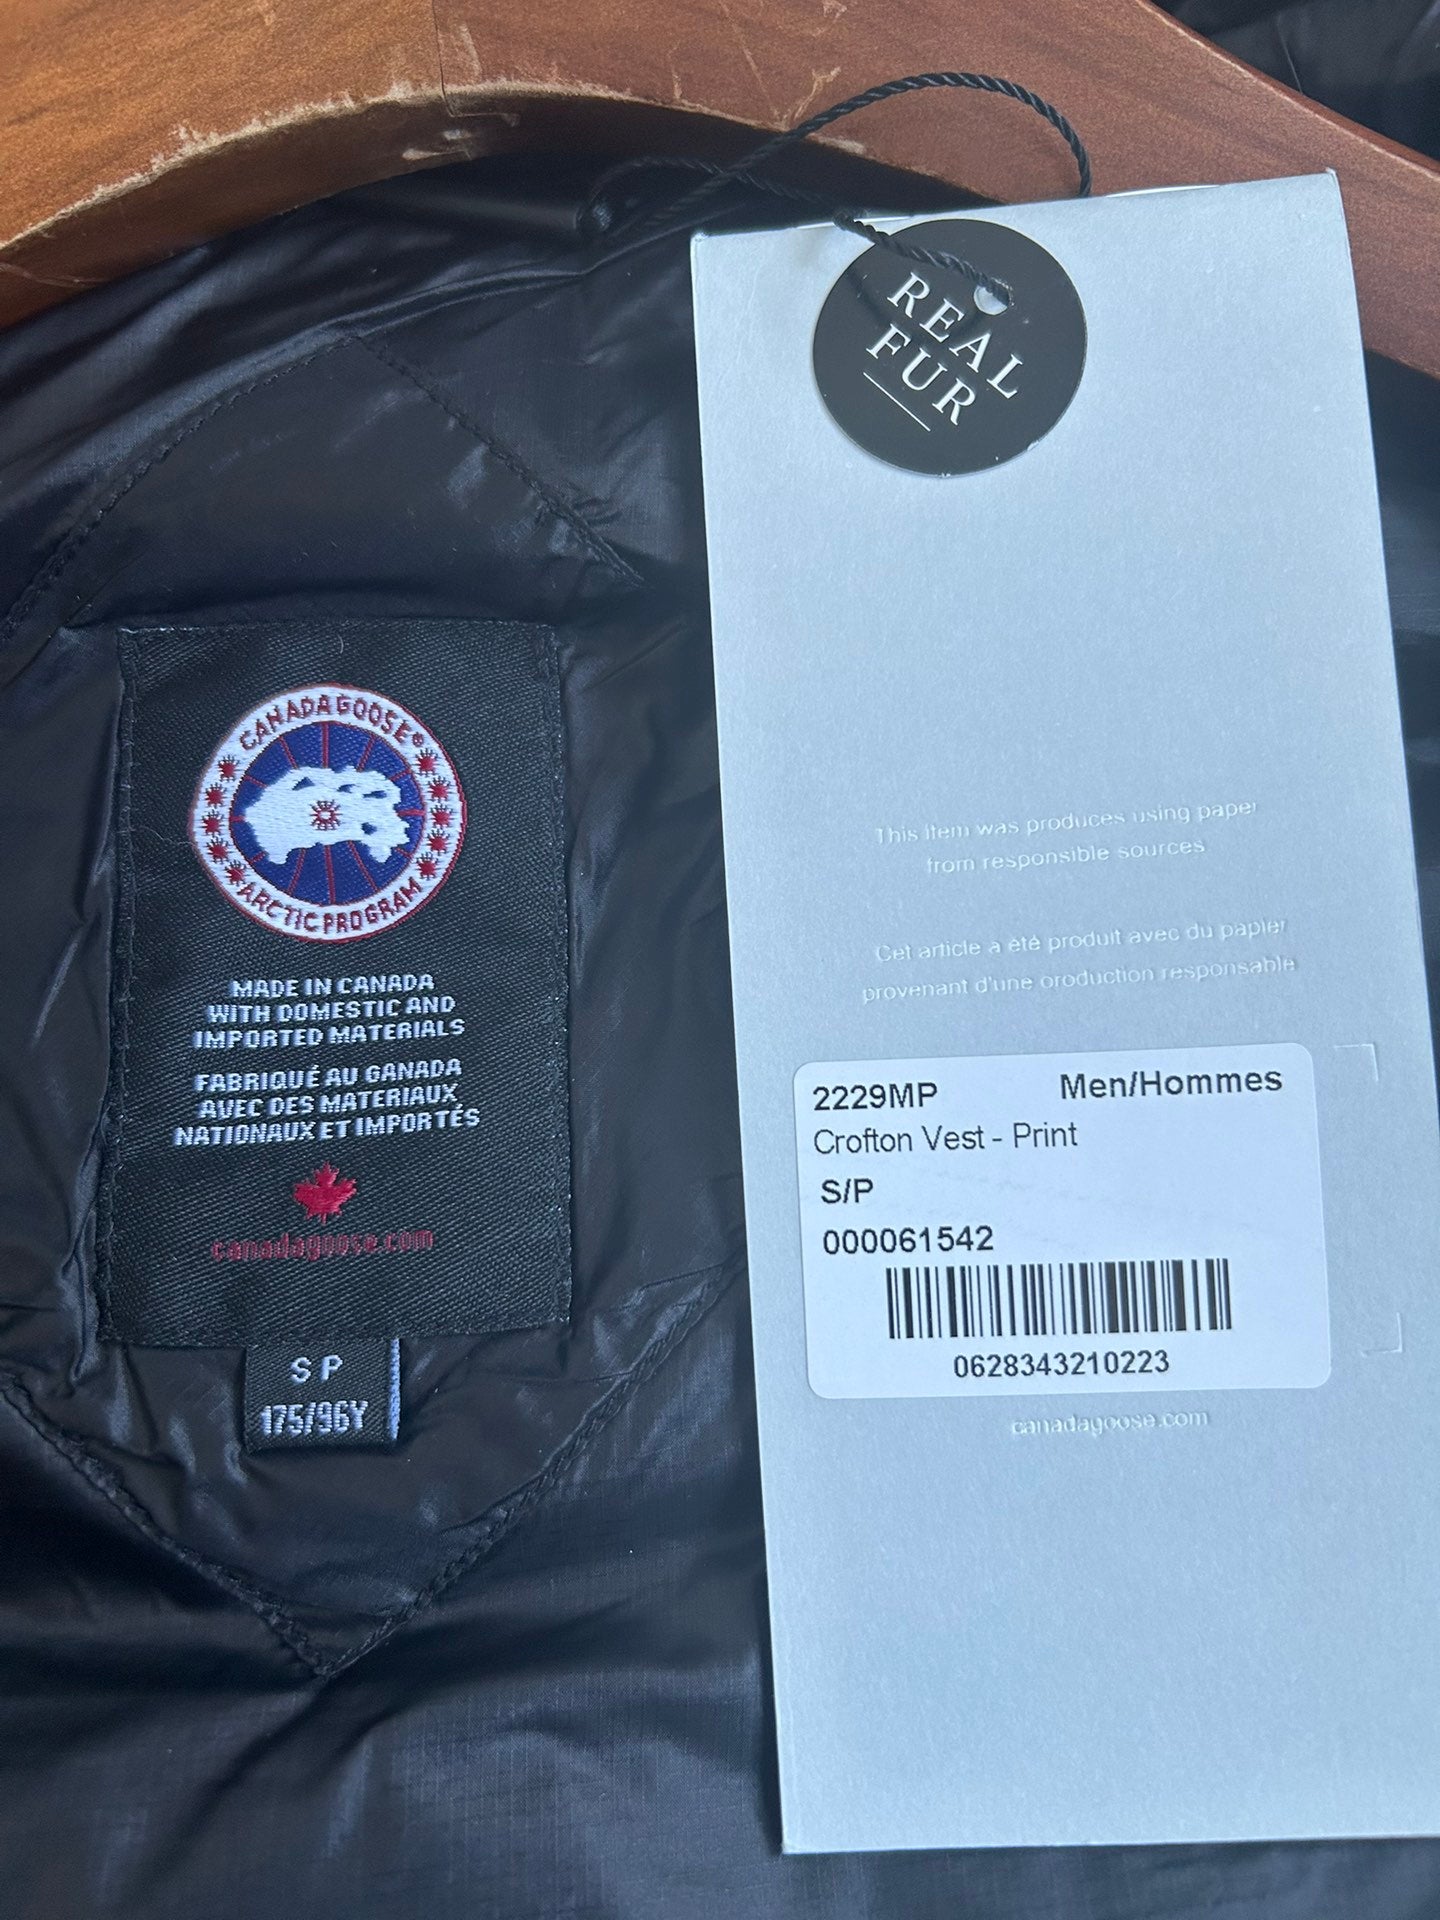 REAL
FUR
CANADA GOOSE®
ARCTIC PROGRAM
MADE IN CANADA
WITH DOMESTIC AND
IMPORTED MATERIALS
FABRIQUÉ AU CANADA
AVEC DES MATERIAUX
NATIONAUX ET IMPORTÉS
canadagoose.com
S P
175/96Y
This item was produces using paper
from responsible sources
Cet article a été produit avec du papier
provenant d'une oroduction responsable
2229MP Men/Hommes
Crofton Vest - Print
S/P
000061542
0628343210223
canadagoose.com